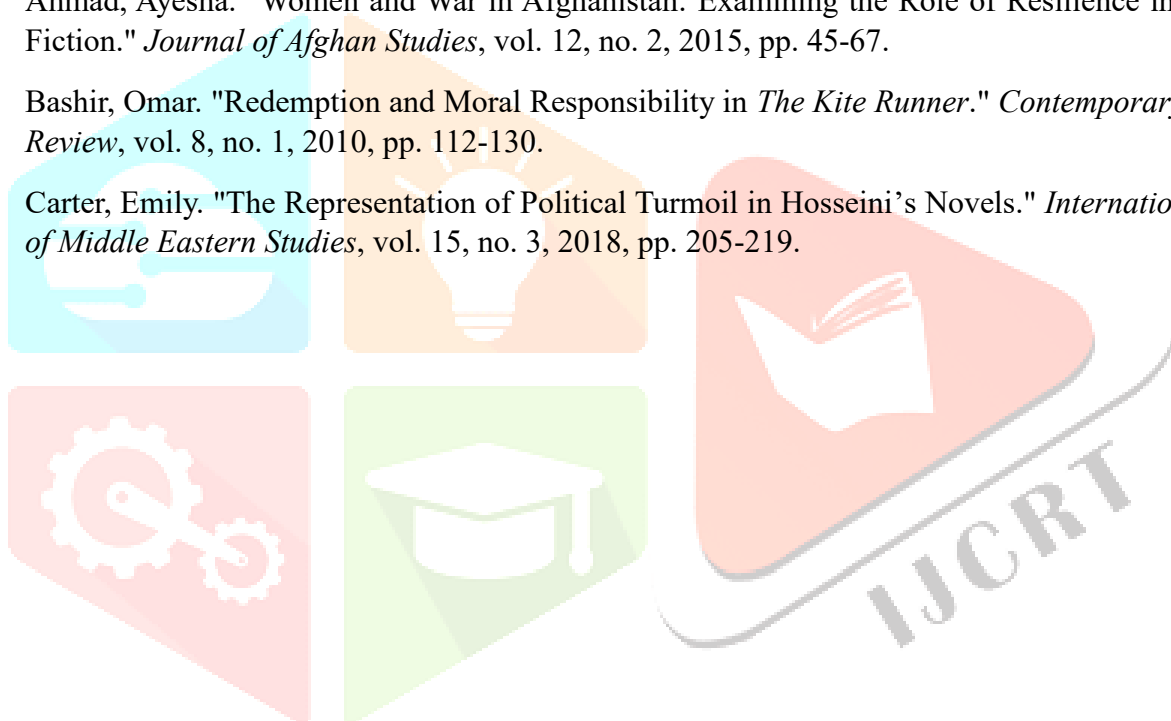 Ahmad, Ayesha. "Women and War in Afghanistan: Examining the Role of Resilience in
Fiction." Journal of Afghan Studies, vol. 12, no. 2, 2015, pp. 45-67.
Bashir, Omar. "Redemption and Moral Responsibility in The Kite Runner." Contemporary
Review, vol. 8, no. 1, 2010, pp. 112-130.
Carter, Emily. "The Representation of Political Turmoil in Hosseini’s Novels." Internatio
of Middle Eastern Studies, vol. 15, no. 3, 2018, pp. 205-219.
IJCRT